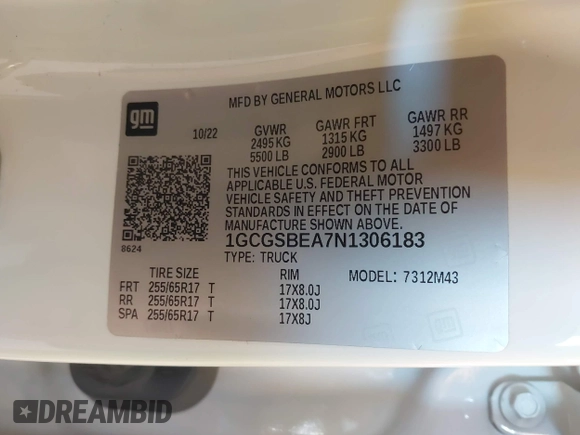 MFD BY GENERAL MOTORS LLC
gm
10/22 GVWR GAWR FRT GAWR RR
2495 KG 1315 KG 1497 KG
5500 LB 2900 LB 3300 LB
THIS VEHICLE CONFORMS TO ALL
APPLICABLE U.S. FEDERAL MOTOR
VEHICLE SAFETY AND THEFT PREVENTION
STANDARDS IN EFFECT ON THE DATE OF
MANUFACTURE SHOWN ABOVE.
8624
1GCGSBEA7N1306183
TYPE: TRUCK
TIRE SIZE RIM MODEL: 7312M43
FRT 255/65R17 T 17X8.0J
RR 255/65R17 T 17X8.0J
SPA 255/65R17 T 17X8J
DREAMBID